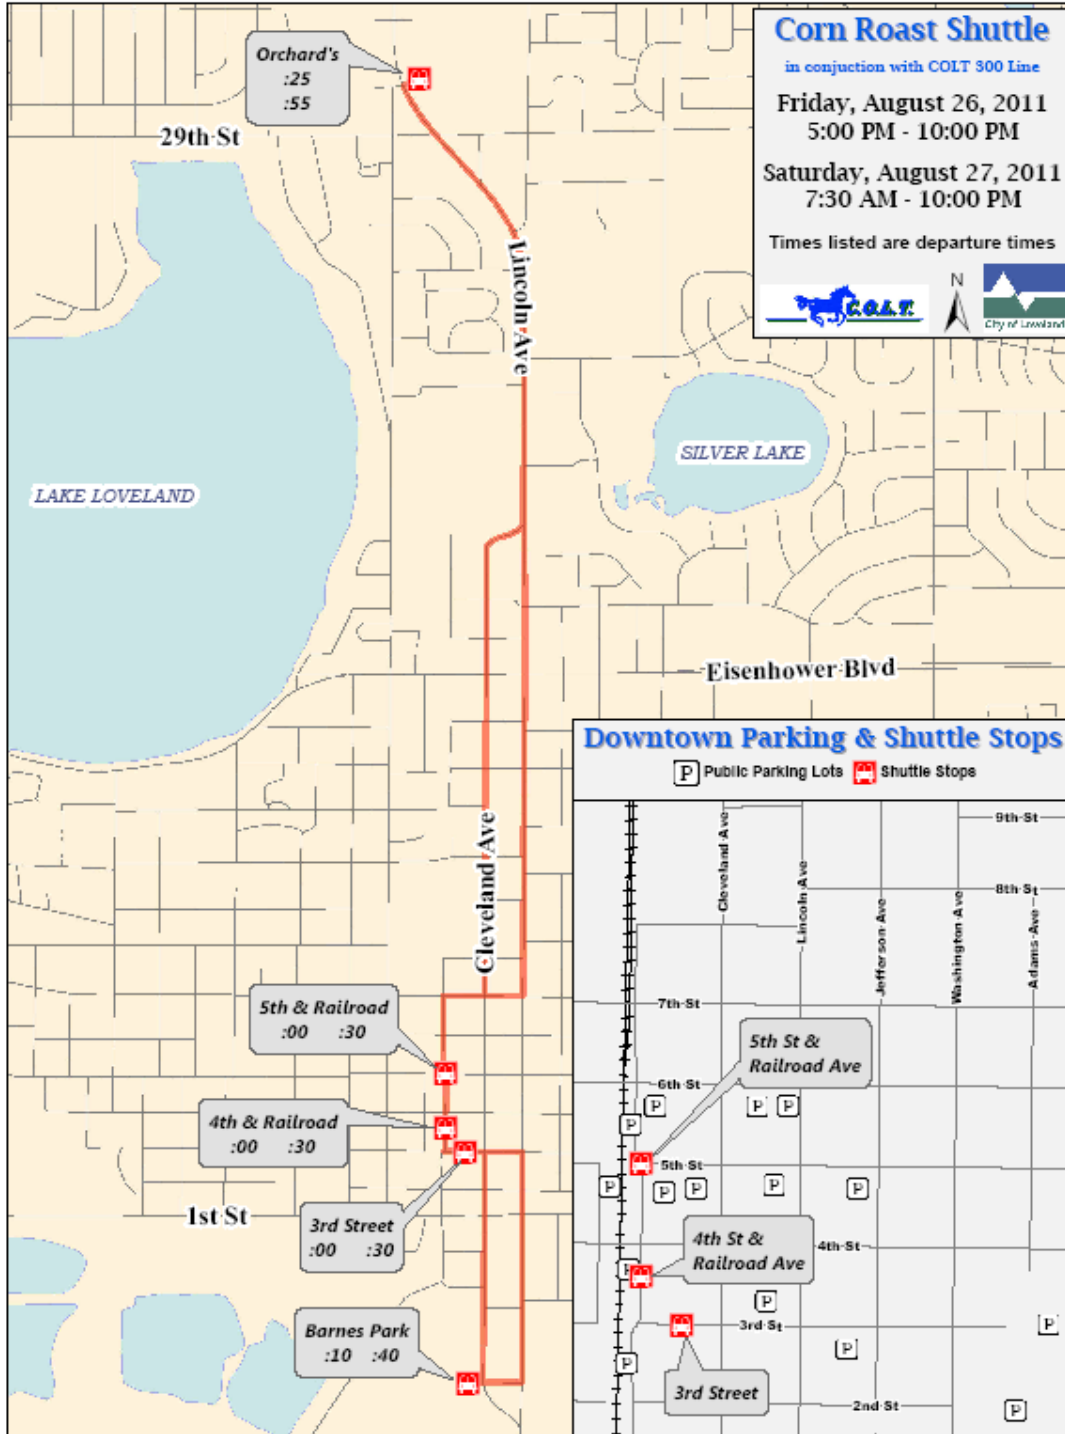 Corn Roast Shuttle
in conjuction with COLT 300 Line
Friday, August 26, 2011
5:00 PM - 10:00 PM
Saturday, August 27, 2011
7:30 AM - 10:00 PM
Times listed are departure times
C.O.L.T.
N
City of Loveland
Orchard's
:25
:55
29th St
Lincoln Ave
LAKE LOVELAND
SILVER LAKE
Eisenhower Blvd
Cleveland Ave
5th & Railroad
:00 :30
4th & Railroad
:00 :30
1st St
3rd Street
:00 :30
Barnes Park
:10 :40
Downtown Parking & Shuttle Stops
P Public Parking Lots
Shuttle Stops
9th St
Cleveland Ave
Lincoln Ave
8th St
Jefferson Ave
Washington Ave
Adams Ave
7th St
5th St &
Railroad Ave
6th St
P
P
P
P
5th St
P
P
P
P
P
4th St &
Railroad Ave
4th St
P
P
3rd St
P
P
P
3rd Street
2nd St
P